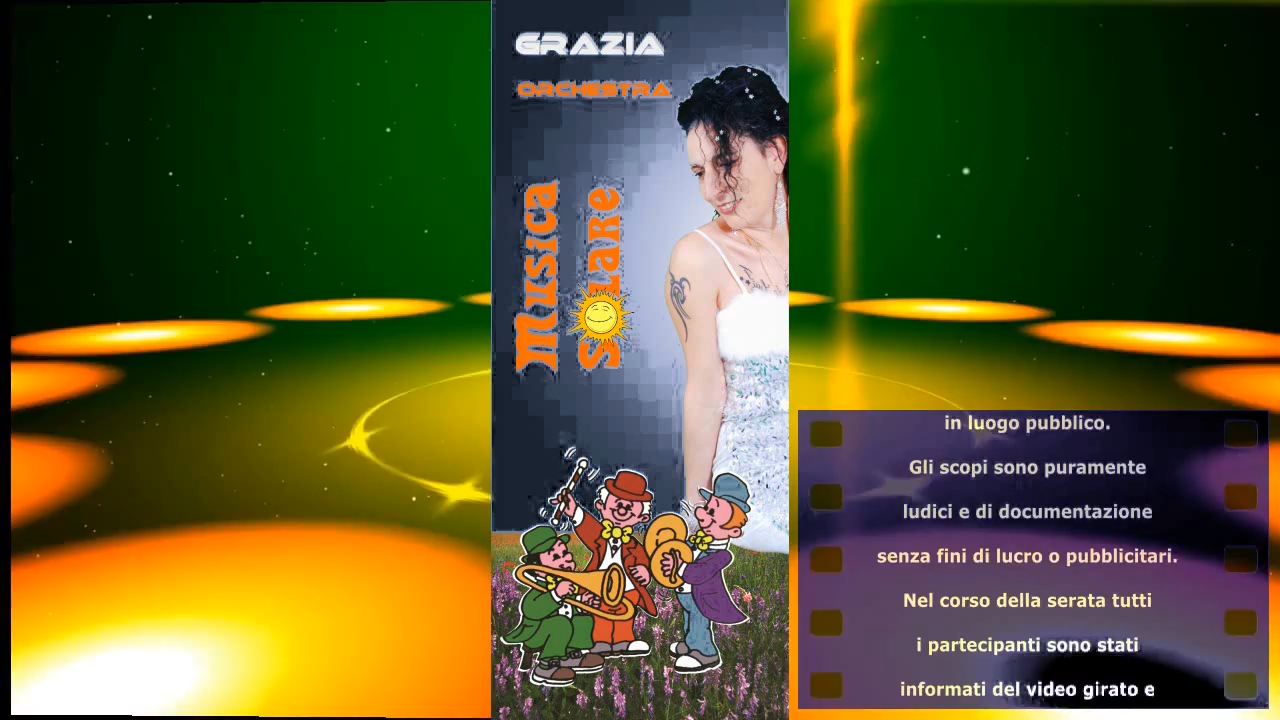 GRAZIA
ORCHESTRA
Musica
Solare
in luogo pubblico.
Gli scopi sono puramente
ludici e di documentazione
senza fini di lucro o pubblicitari.
Nel corso della serata tutti
i partecipanti sono stati
informati del video girato e